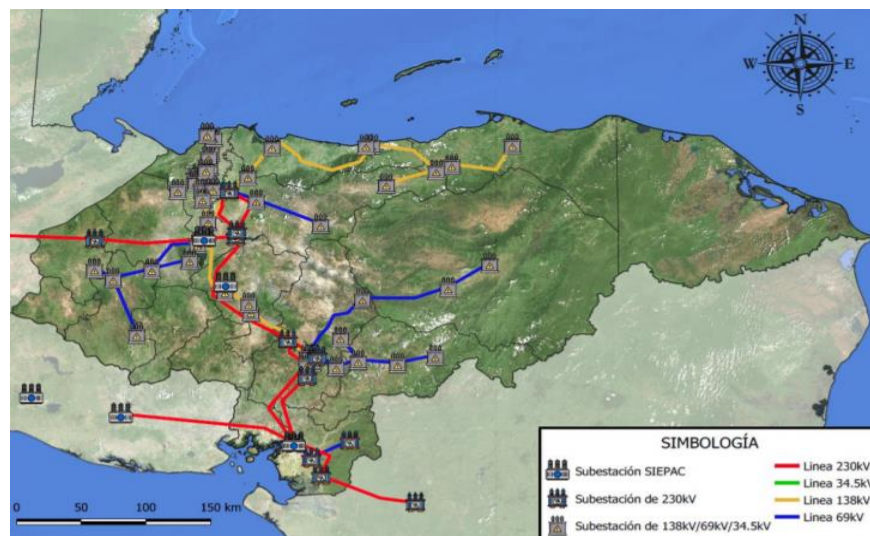 N
W E
S
SIMBOLOGÍA
Subestación SIEPAC
Subestación de 230kV
Subestación de 138kV/69kV/34.5kV
Linea 230kV
Linea 34.5kV
Linea 138kV
Linea 69kV
0 50 100 150 km